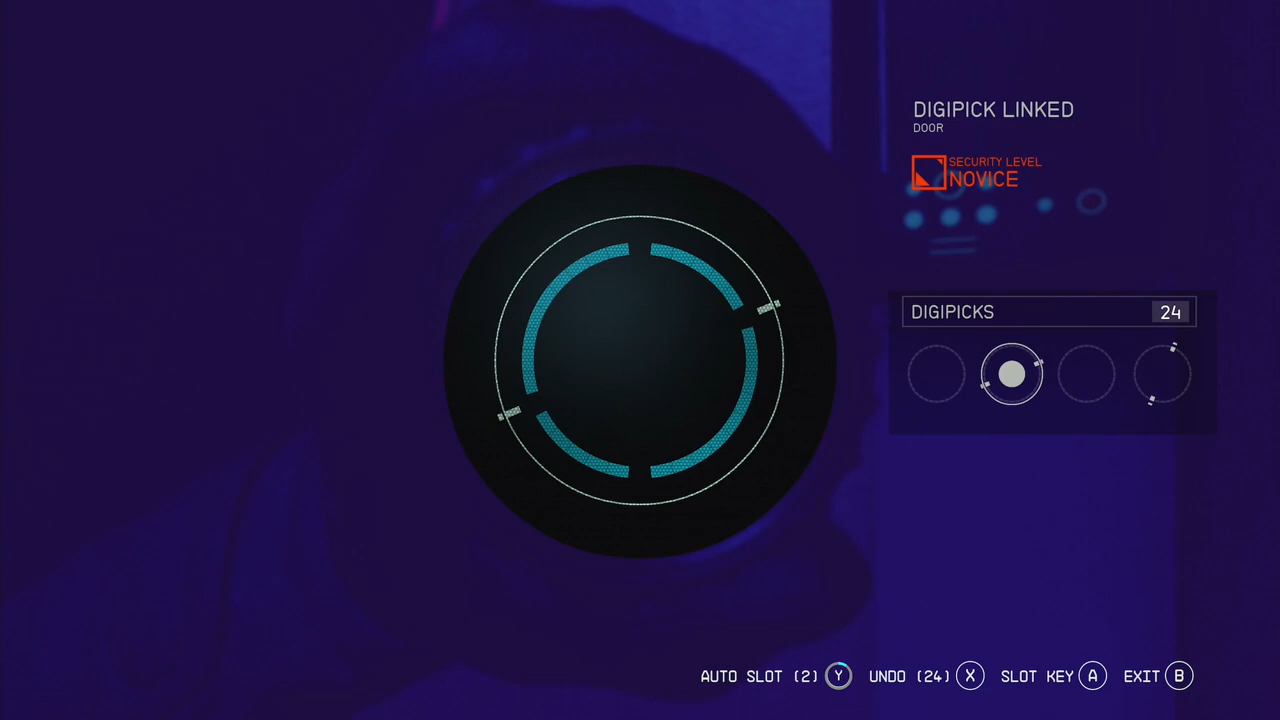 DIGIPICK LINKED
DOOR
SECURITY LEVEL
NOVICE
DIGIPICKS 24
AUTO SLOT (2) Y UNDO (24) X SLOT KEY A EXIT B